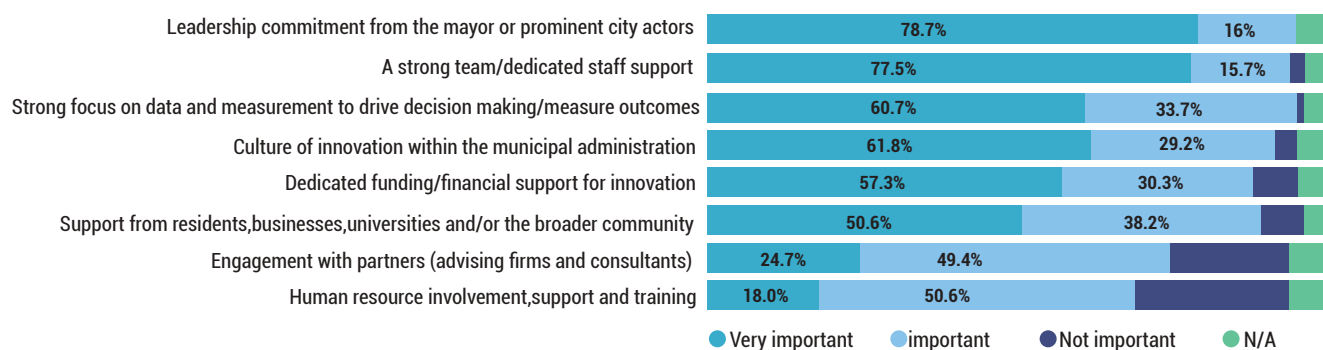 Leadership commitment from the mayor or prominent city actors 78.7% 16%
A strong team/dedicated staff support 77.5% 15.7%
Strong focus on data and measurement to drive decision making/measure outcomes 60.7% 33.7%
Culture of innovation within the municipal administration 61.8% 29.2%
Dedicated funding/financial support for innovation 57.3% 30.3%
Support from residents,businesses,universities and/or the broader community 50.6% 38.2%
Engagement with partners (advising firms and consultants) 24.7% 49.4%
Human resource involvement,support and training 18.0% 50.6%
Very important important Not important N/A